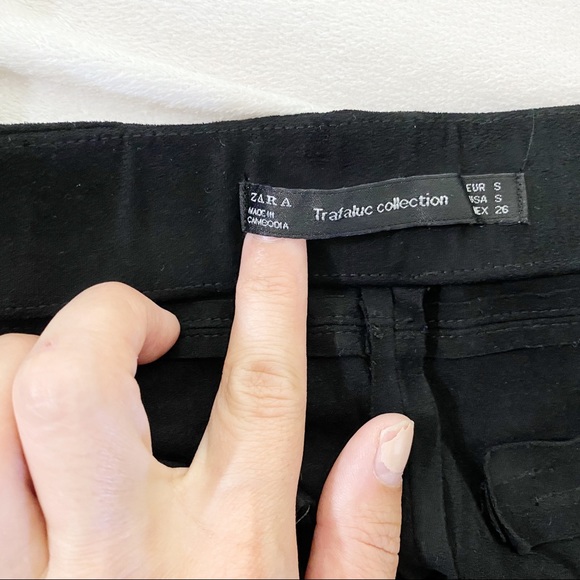 ZARA
MADE IN
CAMBODIA
Trafaluc collection
EUR S
USA S
MEX 26